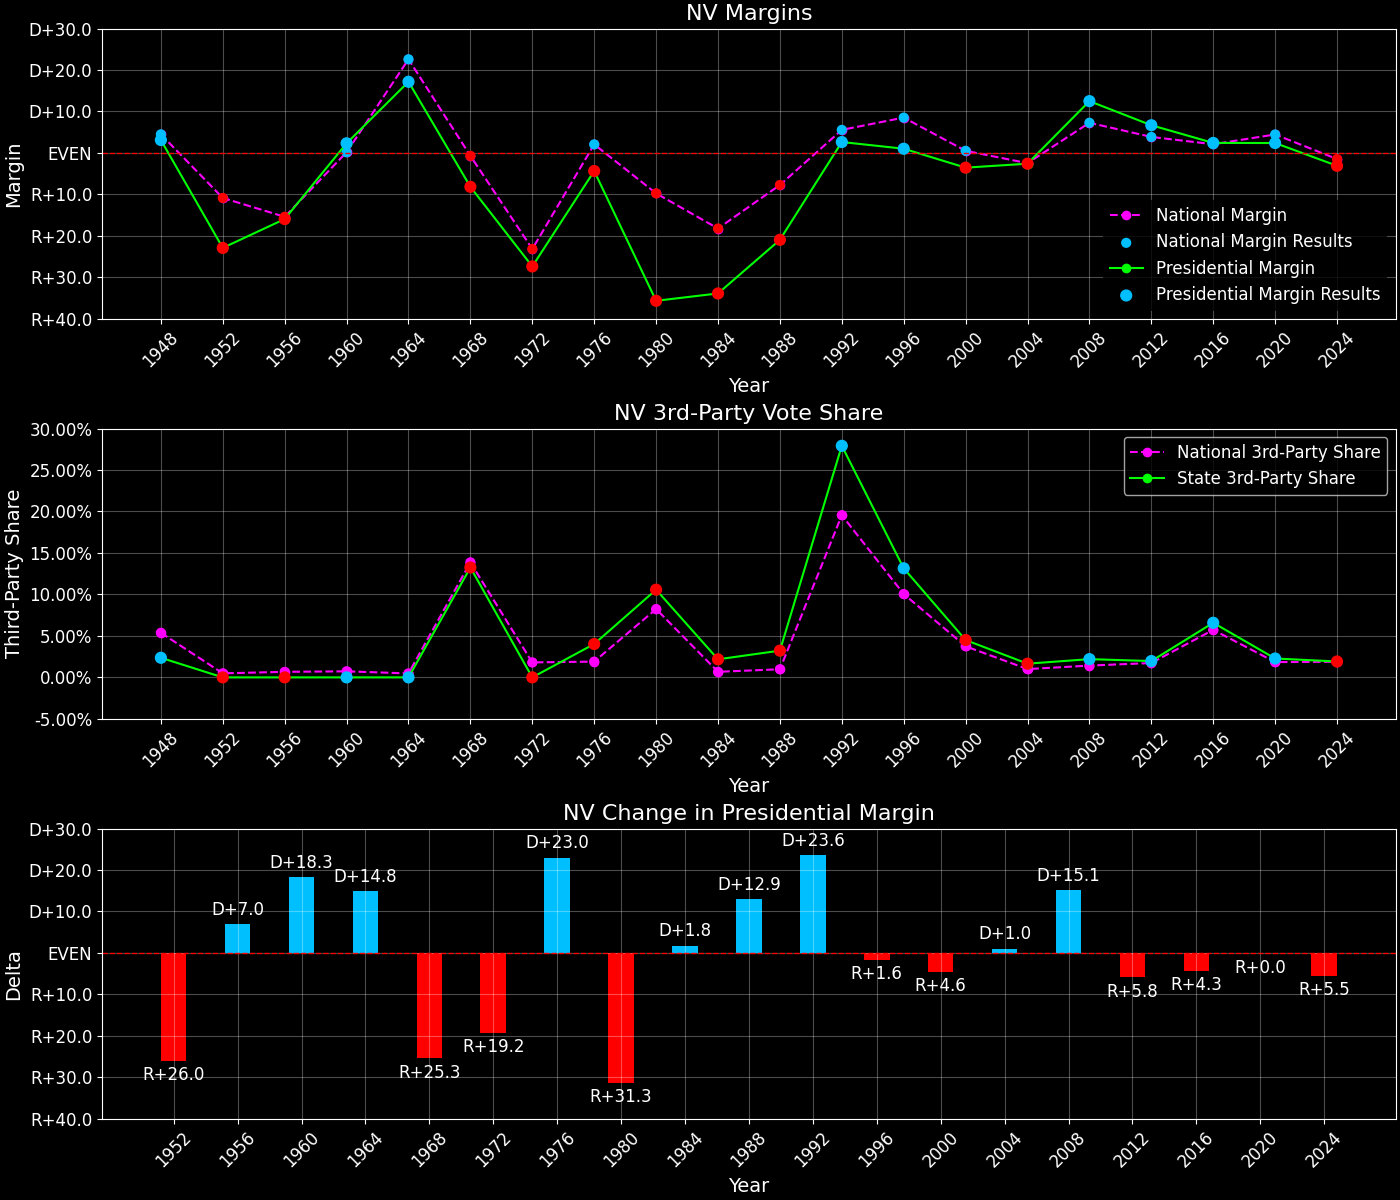 NV Margins
D+30.0
D+20.0
D+10.0
EVEN
R+10.0
R+20.0
R+30.0
R+40.0
Margin
National Margin
National Margin Results
Presidential Margin
Presidential Margin Results
1948 1952 1956 1960 1964 1968 1972 1976 1980 1984 1988 1992 1996 2000 2004 2008 2012 2016 2020 2024
Year
NV 3rd-Party Vote Share
30.00%
25.00%
20.00%
15.00%
10.00%
5.00%
0.00%
-5.00%
Third-Party Share
National 3rd-Party Share
State 3rd-Party Share
1948 1952 1956 1960 1964 1968 1972 1976 1980 1984 1988 1992 1996 2000 2004 2008 2012 2016 2020 2024
Year
NV Change in Presidential Margin
D+30.0
D+20.0
D+10.0
EVEN
R+10.0
R+20.0
R+30.0
R+40.0
Delta
R+26.0
D+7.0
D+18.3
D+14.8
R+25.3
R+19.2
D+23.0
R+31.3
D+1.8
D+12.9
D+23.6
R+1.6
R+4.6
D+1.0
D+15.1
R+5.8
R+4.3
R+0.0
R+5.5
1952 1956 1960 1964 1968 1972 1976 1980 1984 1988 1992 1996 2000 2004 2008 2012 2016 2020 2024
Year